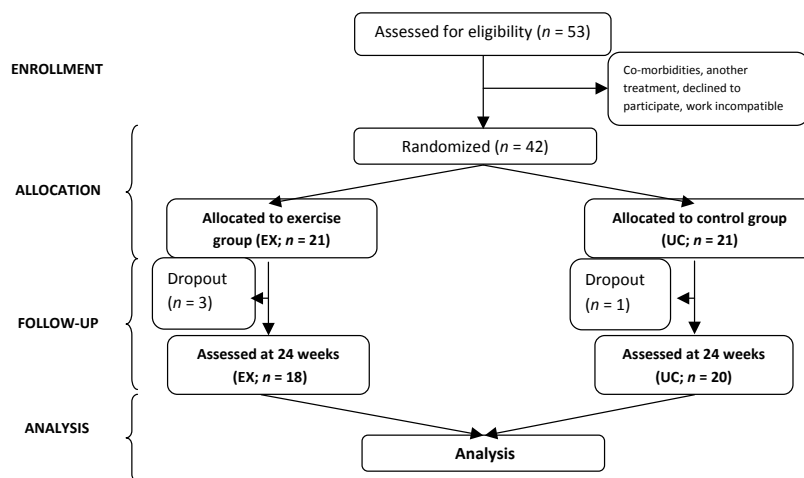 Assessed for eligibility (n = 53)
ENROLLMENT
Co-morbidities, another
treatment, declined to
participate, work incompatible
Randomized (n = 42)
ALLOCATION
Allocated to exercise
group (EX; n = 21)
Allocated to control group
(UC; n = 21)
Dropout
(n = 3)
Dropout
(n = 1)
FOLLOW-UP
Assessed at 24 weeks
(EX; n = 18)
Assessed at 24 weeks
(UC; n = 20)
ANALYSIS
Analysis